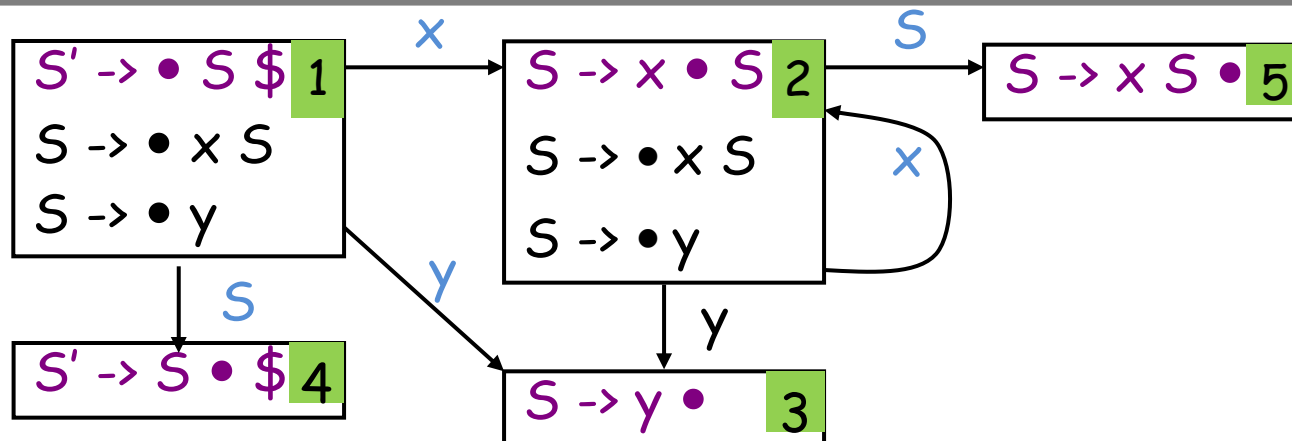 x
S
S' -> • S $ 1
S -> • x S
S -> • y
S -> x • S 2
S -> • x S
S -> • y
S -> x S • 5
x
y
S
y
S' -> S • $ 4
S -> y • 3